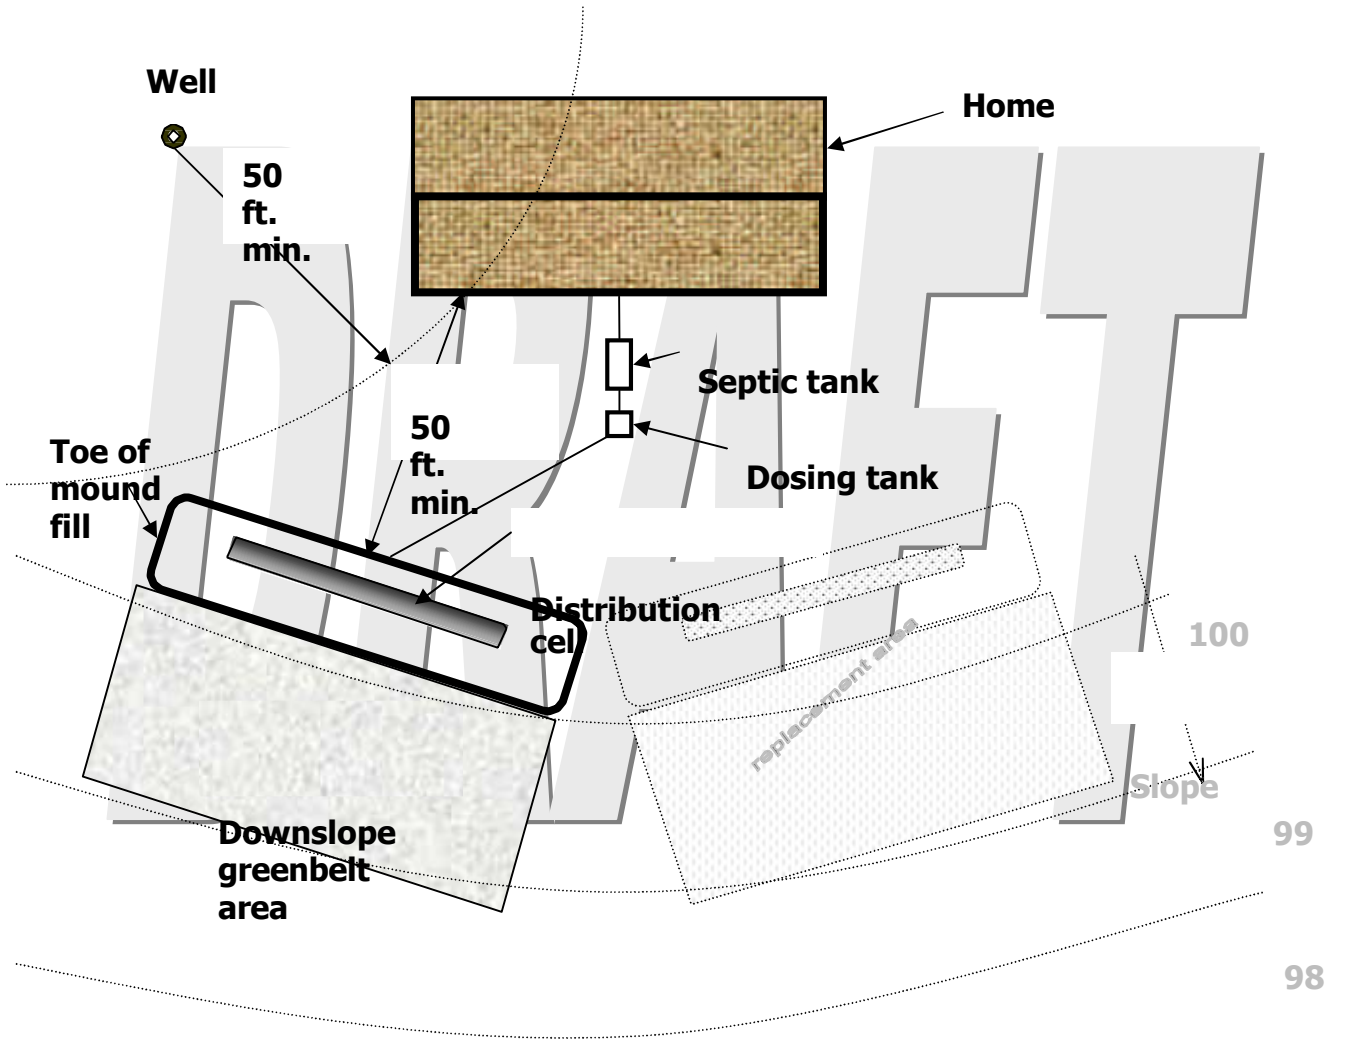 Well
Home
50
ft.
min.
Septic tank
50
ft.
min.
Toe of
mound
fill
Dosing tank
Distribution
cell
100
replacement area
Slope
Downslope
greenbelt
area
99
98
DRAFT